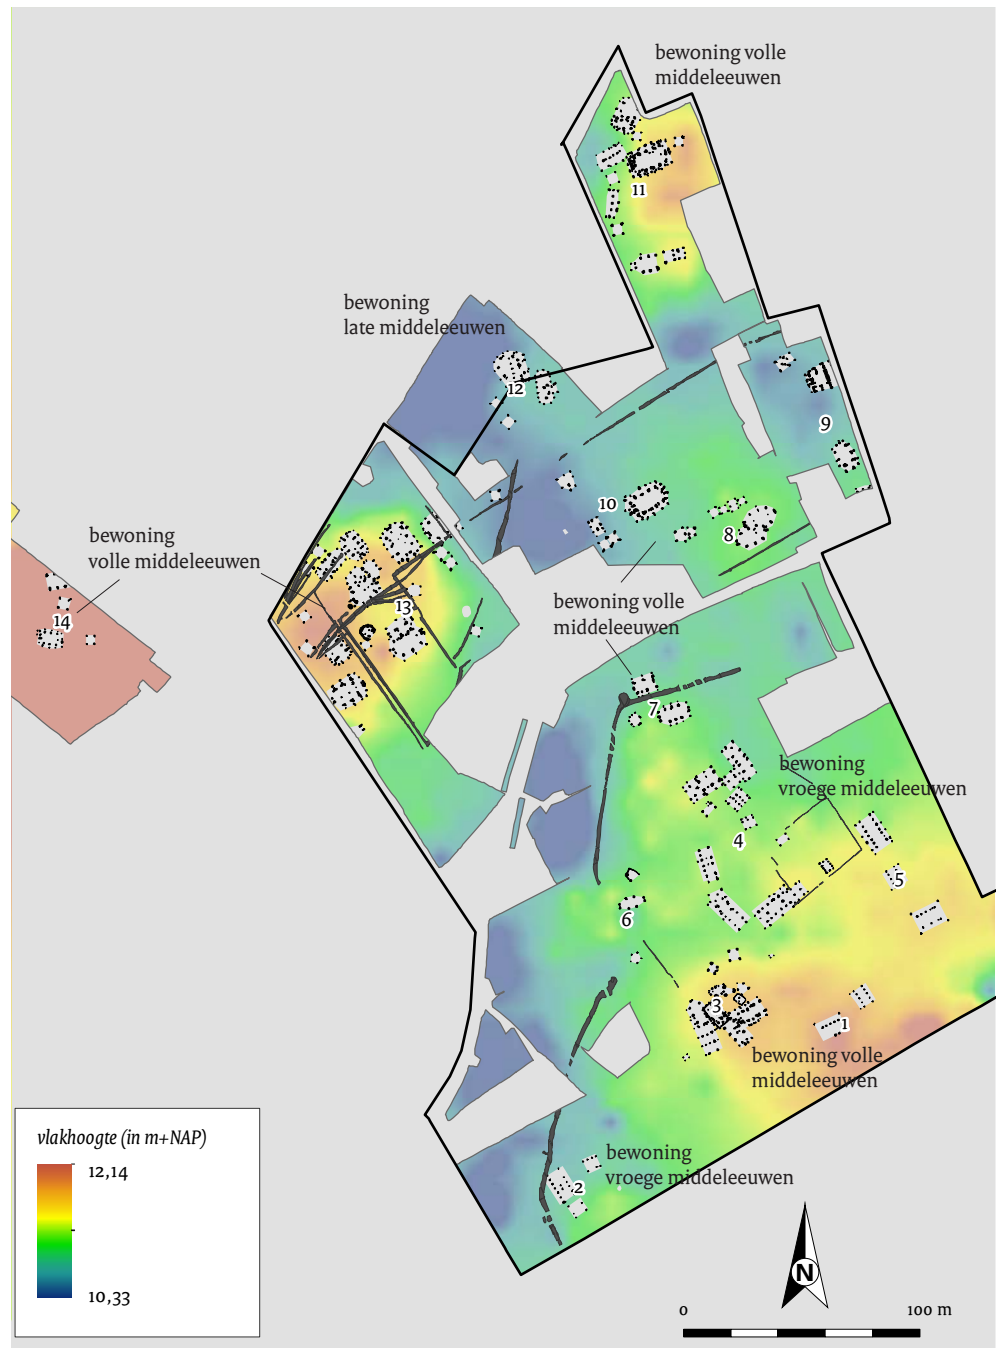 bewoning volle
middeleeuwen
11
bewoning
late middeleeuwen
12
9
10
8
bewoning
volle middeleeuwen
13
14
bewoning volle
middeleeuwen
7
bewoning
vroege middeleeuwen
4
5
6
3
1
bewoning volle
middeleeuwen
bewoning
vroege middeleeuwen
2
vlakhoogte (in m+NAP)
12,14
10,33
N
0 100 m